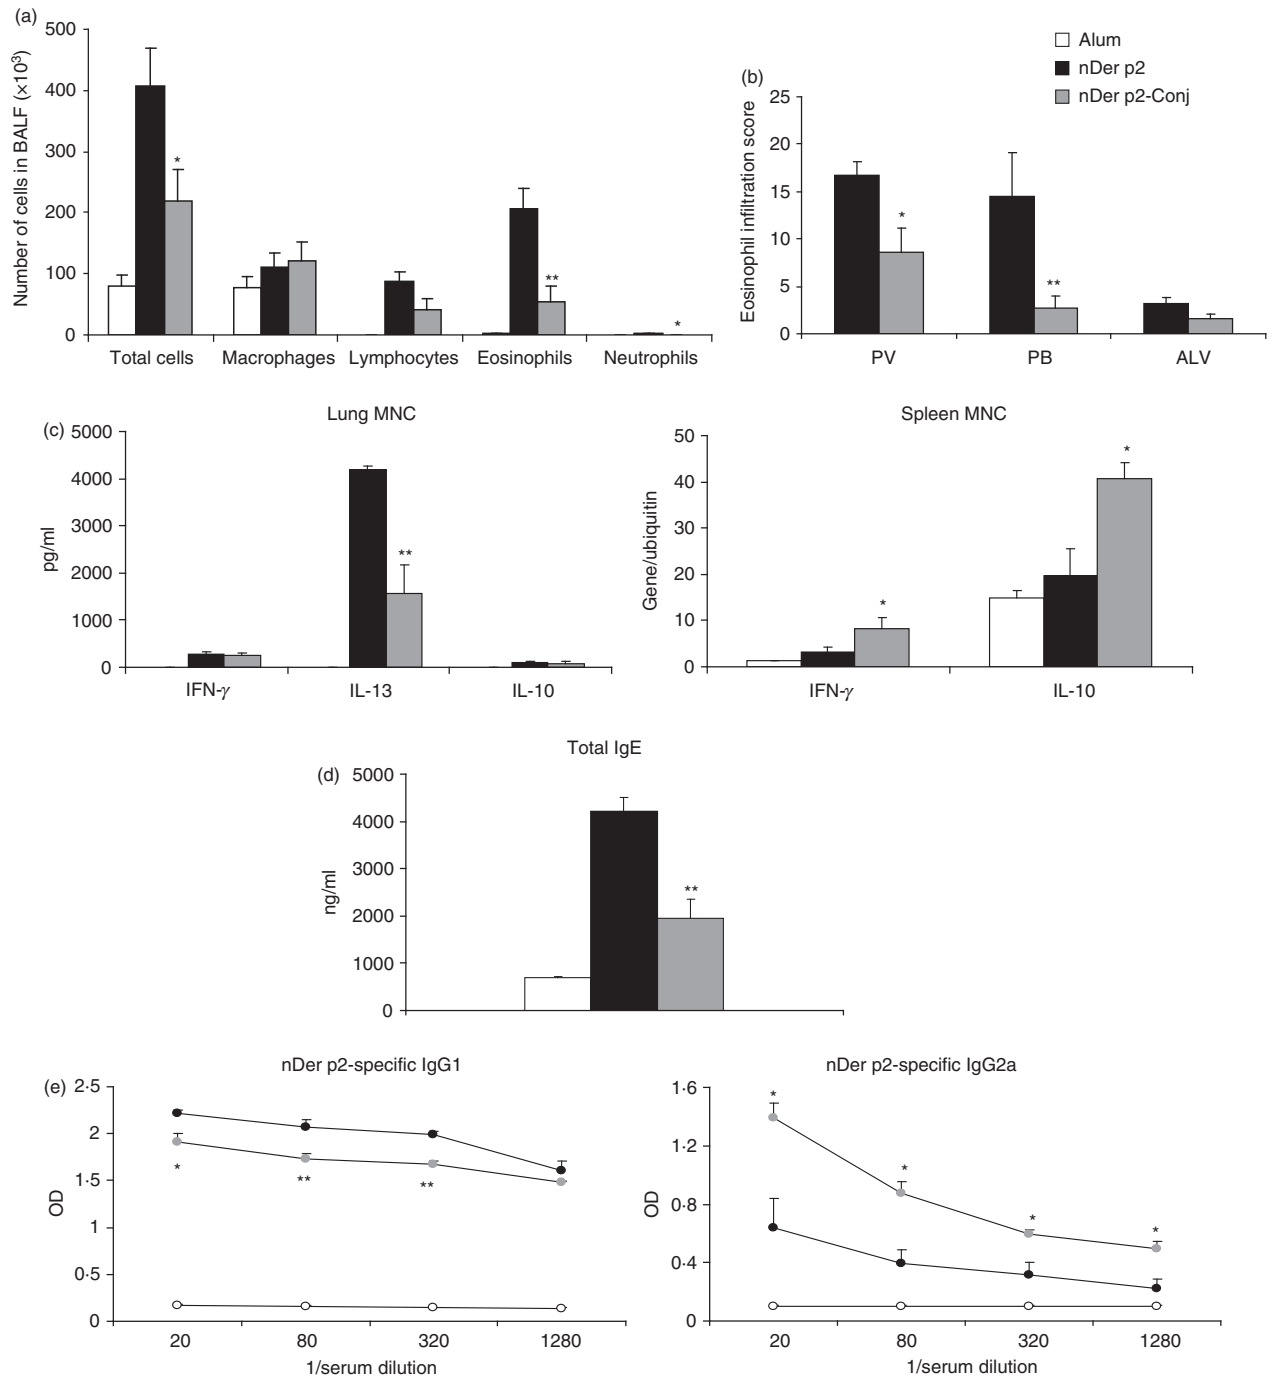 (a)
500
400
300
200
100
0
Number of cells in BALF (×10³)
*
**
*
Total cells Macrophages Lymphocytes Eosinophils Neutrophils
Alum
nDer p2
nDer p2-Conj
(b)
25
20
15
10
5
0
Eosinophil infiltration score
*
**
PV PB ALV
(c)
Lung MNC
5000
4000
3000
2000
1000
0
pg/ml
**
IFN-γ IL-13 IL-10
Spleen MNC
50
40
30
20
10
0
Gene/ubiquitin
*
*
IFN-γ IL-10
(d)
Total IgE
5000
4000
3000
2000
1000
0
ng/ml
**
(e)
nDer p2-specific IgG1
2·5
2
1·5
1
0·5
0
OD
*
**
**
20 80 320 1280
1/serum dilution
nDer p2-specific IgG2a
1·6
1·2
0·8
0·4
0
OD
*
*
*
*
20 80 320 1280
1/serum dilution